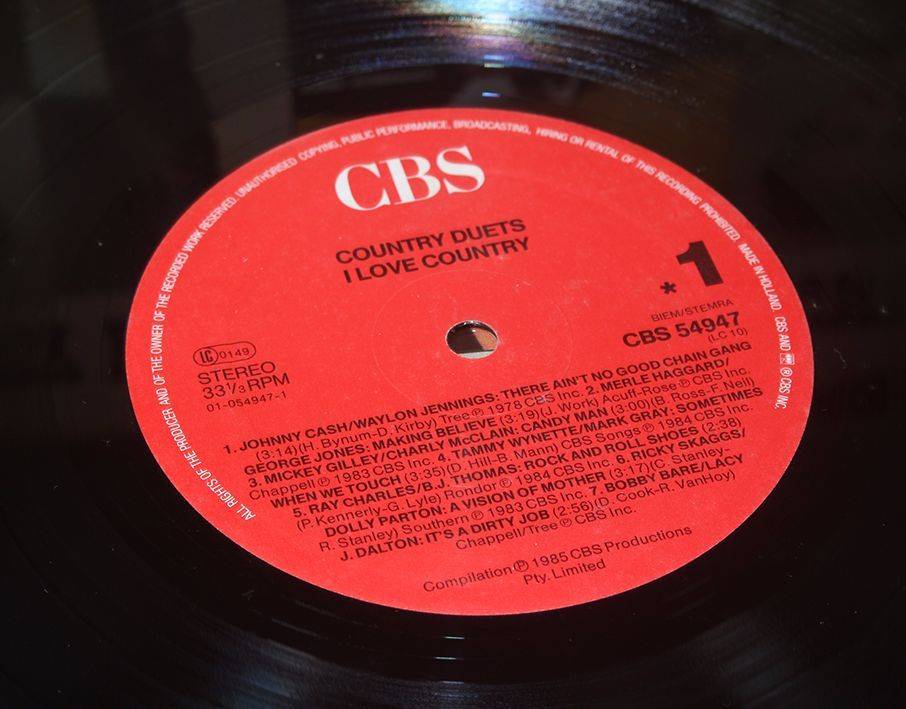 ALL RIGHTS OF THE PRODUCER AND OF THE OWNER OF THE RECORDED WORK RESERVED. UNAUTHORISED COPYING, PUBLIC PERFORMANCE, BROADCASTING, HIRING OR RENTAL OF THIS RECORDING PROHIBITED. MADE IN HOLLAND. CBS AND ℗ CBS INC.
CBS
COUNTRY DUETS
I LOVE COUNTRY
* 1
BIEM/STEMRA
CBS 54947
(LC 10)
LC 0149
STEREO
33 1/3 RPM
01-054947-1
1. JOHNNY CASH/WAYLON JENNINGS: THERE AIN'T NO GOOD CHAIN GANG
(3:14)(H. Bynum-D. Kirby) Tree ℗ 1978 CBS Inc. 2. MERLE HAGGARD/
GEORGE JONES: MAKING BELIEVE (3:19)(J. Work) Acuff-Rose ℗ CBS Inc.
3. MICKEY GILLEY/CHARLY McCLAIN: CANDY MAN (3:00)(B. Ross-F. Neil)
Chappell ℗ 1983 CBS Inc. 4. TAMMY WYNETTE/MARK GRAY: SOMETIMES
WHEN WE TOUCH (3:35)(D. Hill-B. Mann) CBS Songs ℗ 1984 CBS Inc.
5. RAY CHARLES/B.J. THOMAS: ROCK AND ROLL SHOES (2:38)
(P. Kennerly-G. Lyle) Rondor ℗ 1984 CBS Inc. 6. RICKY SKAGGS/
DOLLY PARTON: A VISION OF MOTHER (3:17)(C. Stanley-
R. Stanley) Southern ℗ 1983 CBS Inc. 7. BOBBY BARE/LACY
J. DALTON: IT'S A DIRTY JOB (2:56)(D. Cook-R. VanHoy)
Chappell/Tree ℗ CBS Inc.
Compilation ℗ 1985 CBS Productions
Pty. Limited